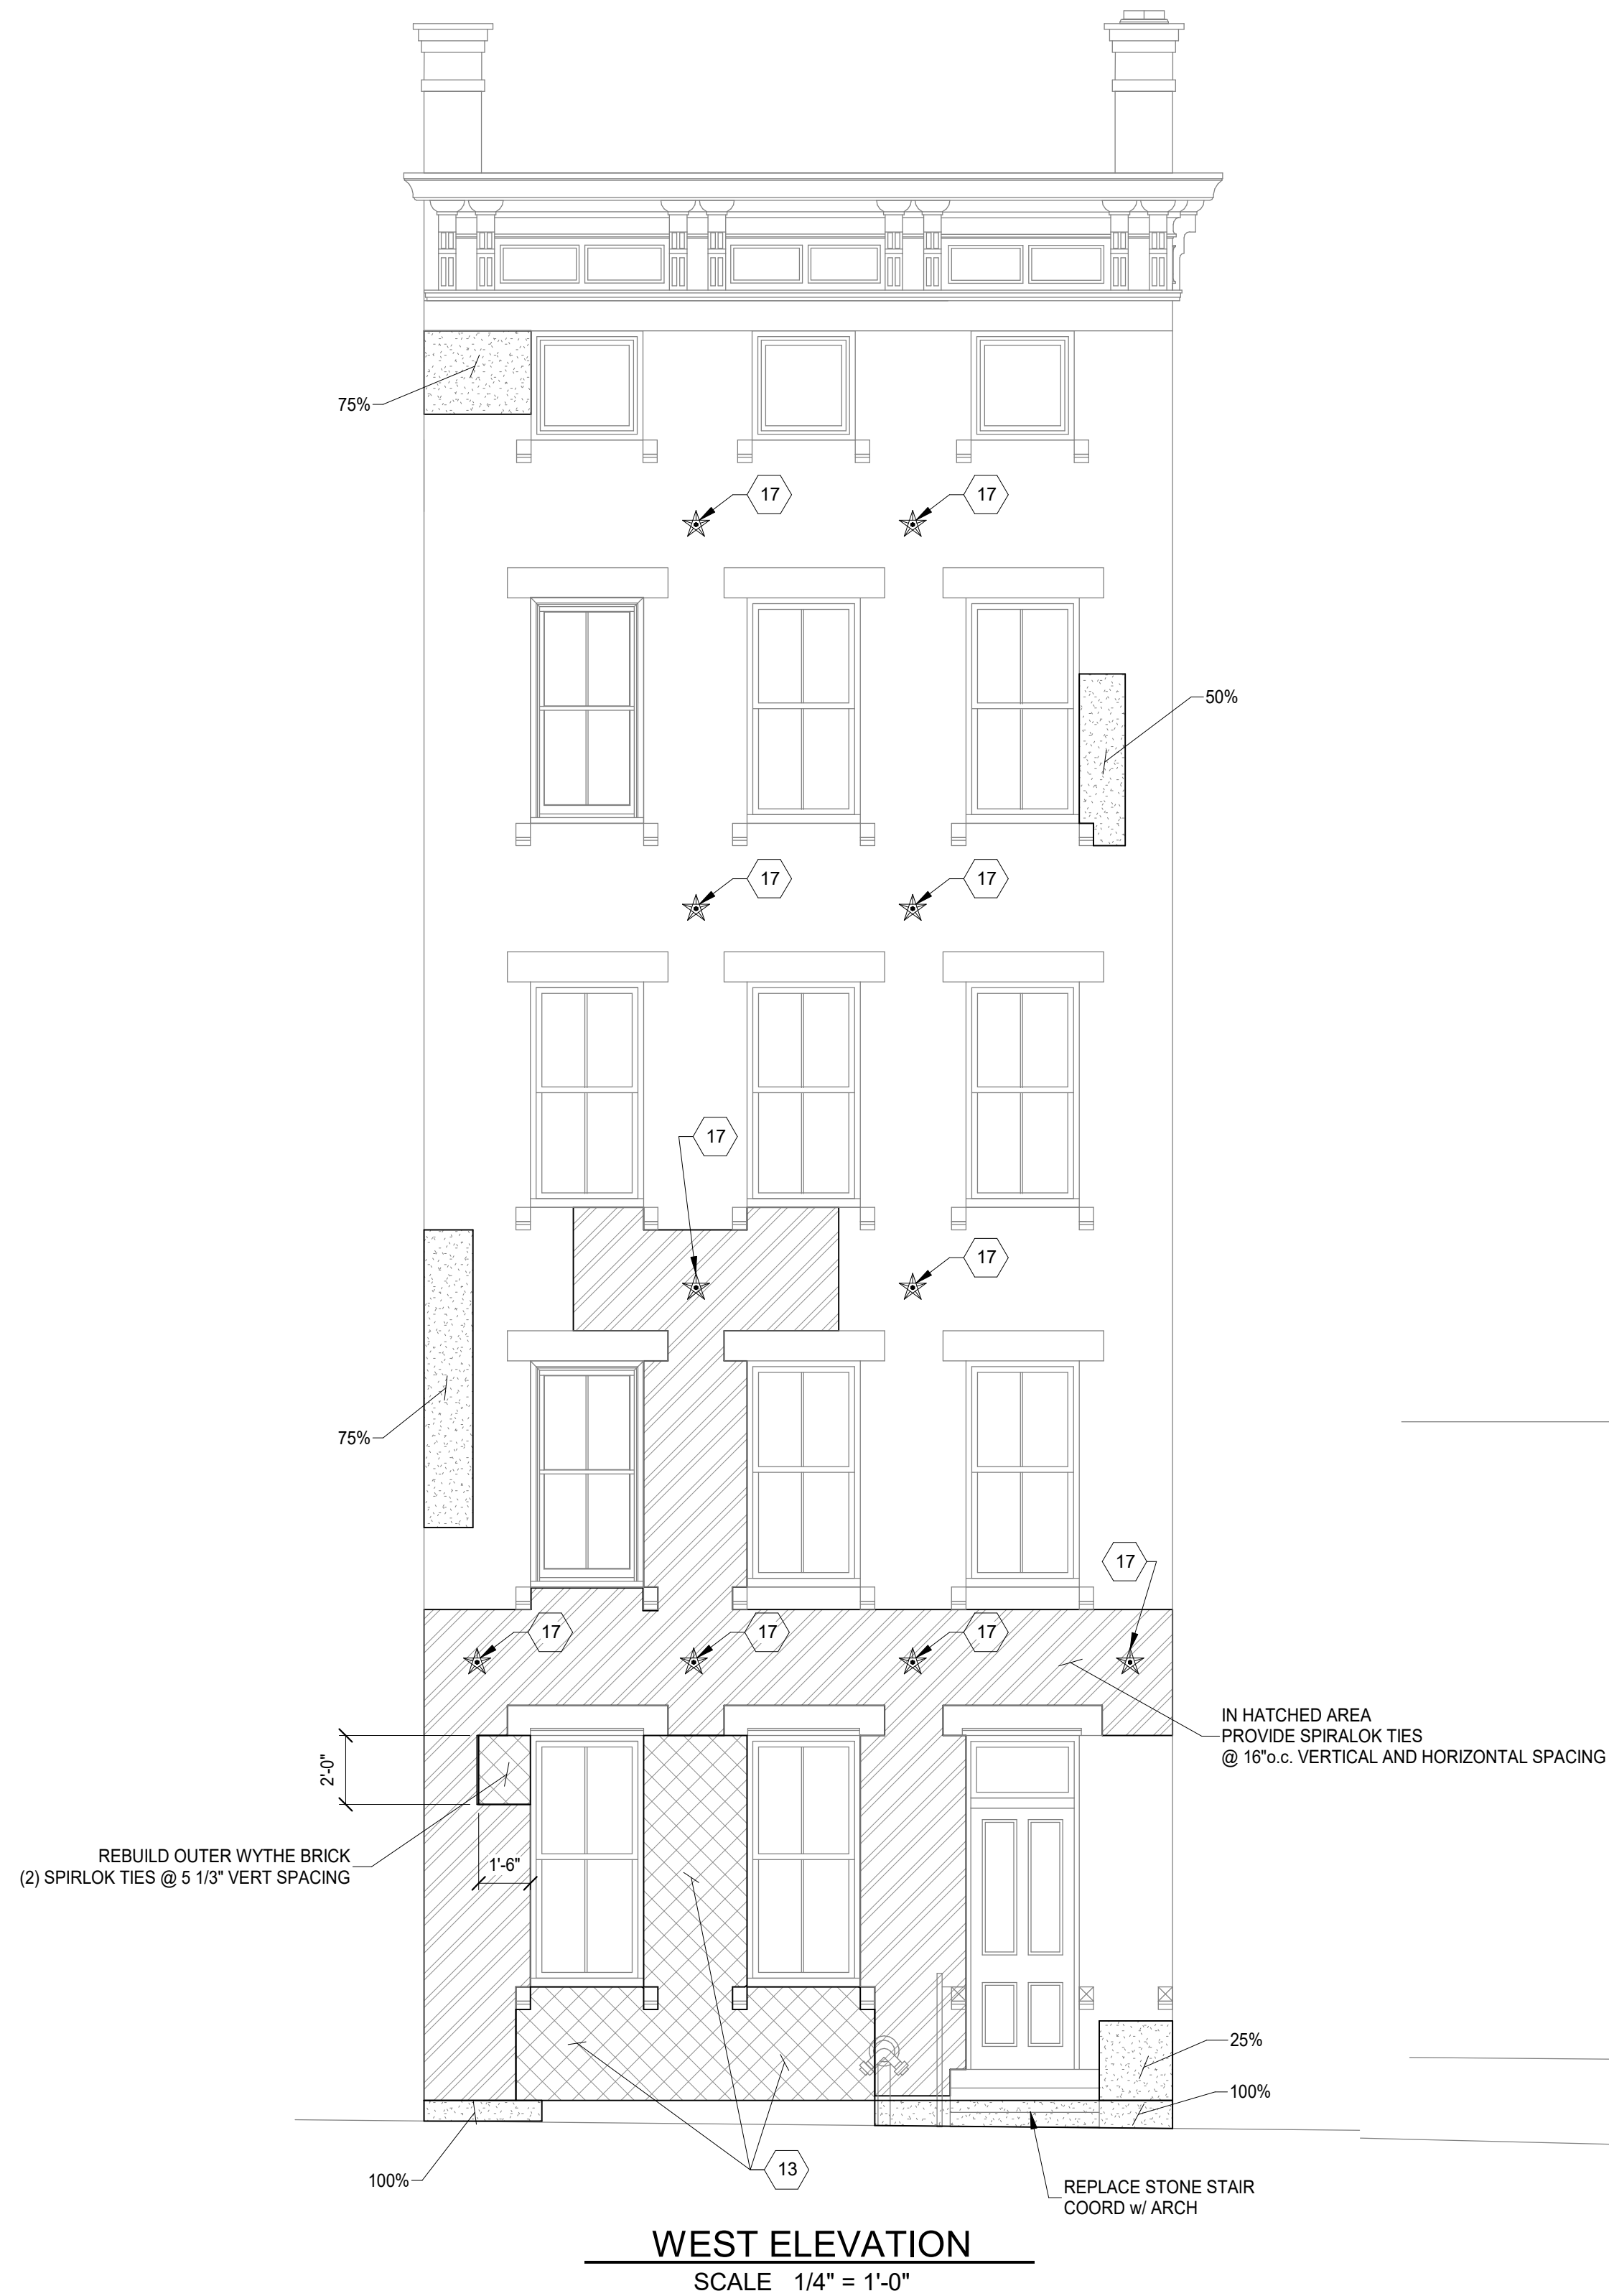 75%
17
17
50%
17
17
17
17
75%
17
17
17
17
IN HATCHED AREA
PROVIDE SPIRALOK TIES
@ 16"o.c. VERTICAL AND HORIZONTAL SPACING
2'-0"
REBUILD OUTER WYTHE BRICK
(2) SPIRLOK TIES @ 5 1/3" VERT SPACING
1'-6"
25%
100%
13
100%
REPLACE STONE STAIR
COORD w/ ARCH
WEST ELEVATION
SCALE 1/4" = 1'-0"